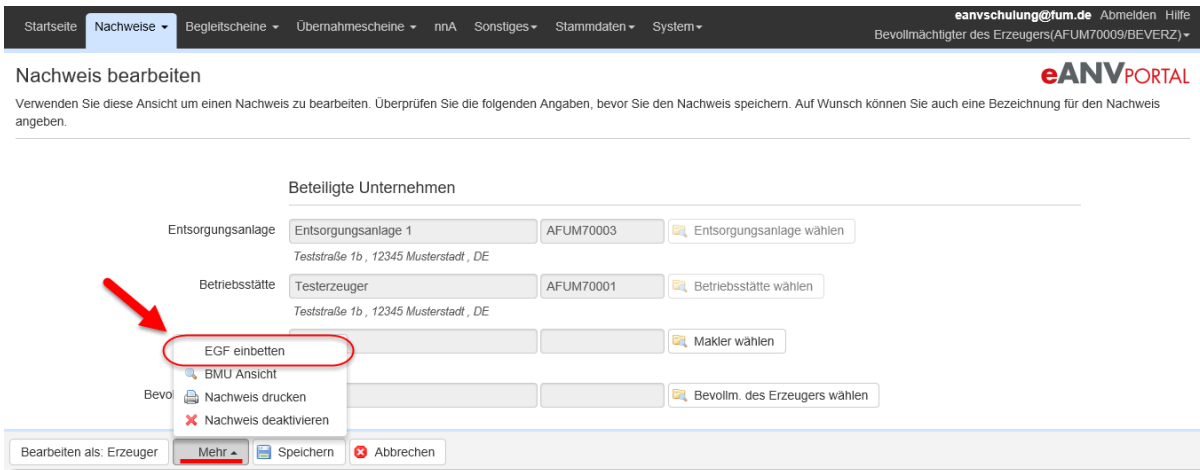 Startseite Nachweise Begleitscheine Übernahmescheine nnA Sonstiges Stammdaten System eanvschulung@fum.de Abmelden Hilfe
Bevollmächtigter des Erzeugers(AFUM70009/BEVERZ)
Nachweis bearbeiten eANVPORTAL
Verwenden Sie diese Ansicht um einen Nachweis zu bearbeiten. Überprüfen Sie die folgenden Angaben, bevor Sie den Nachweis speichern. Auf Wunsch können Sie auch eine Bezeichnung für den Nachweis
angeben.
Beteiligte Unternehmen
Entsorgungsanlage Entsorgungsanlage 1 AFUM70003 Entsorgungsanlage wählen
Teststraße 1b , 12345 Musterstadt , DE
Betriebsstätte Testerzeuger AFUM70001 Betriebsstätte wählen
Teststraße 1b , 12345 Musterstadt , DE
Makler wählen
EGF einbetten
BMU Ansicht
Bevol Nachweis drucken Bevollm. des Erzeugers wählen
Nachweis deaktivieren
Bearbeiten als: Erzeuger Mehr Speichern Abbrechen